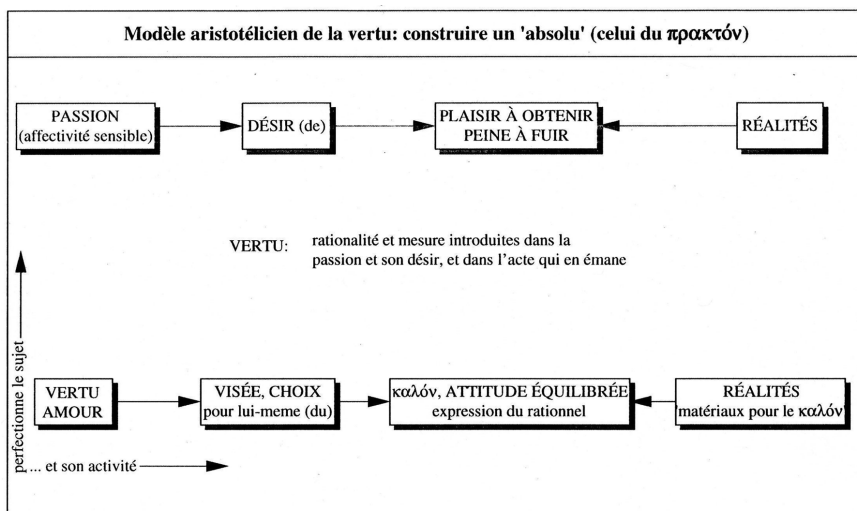 Modèle aristotélicien de la vertu: construire un 'absolu' (celui du πρακτόν)
PASSION
(affectivité sensible)
DÉSIR (de)
PLAISIR À OBTENIR
PEINE À FUIR
RÉALITÉS
VERTU: rationalité et mesure introduites dans la
passion et son désir, et dans l'acte qui en émane
perfectionne le sujet
VERTU
AMOUR
VISÉE, CHOIX
pour lui-meme (du)
καλόν, ATTITUDE ÉQUILIBRÉE
expression du rationnel
RÉALITÉS
'matériaux pour le καλόν'
... et son activité